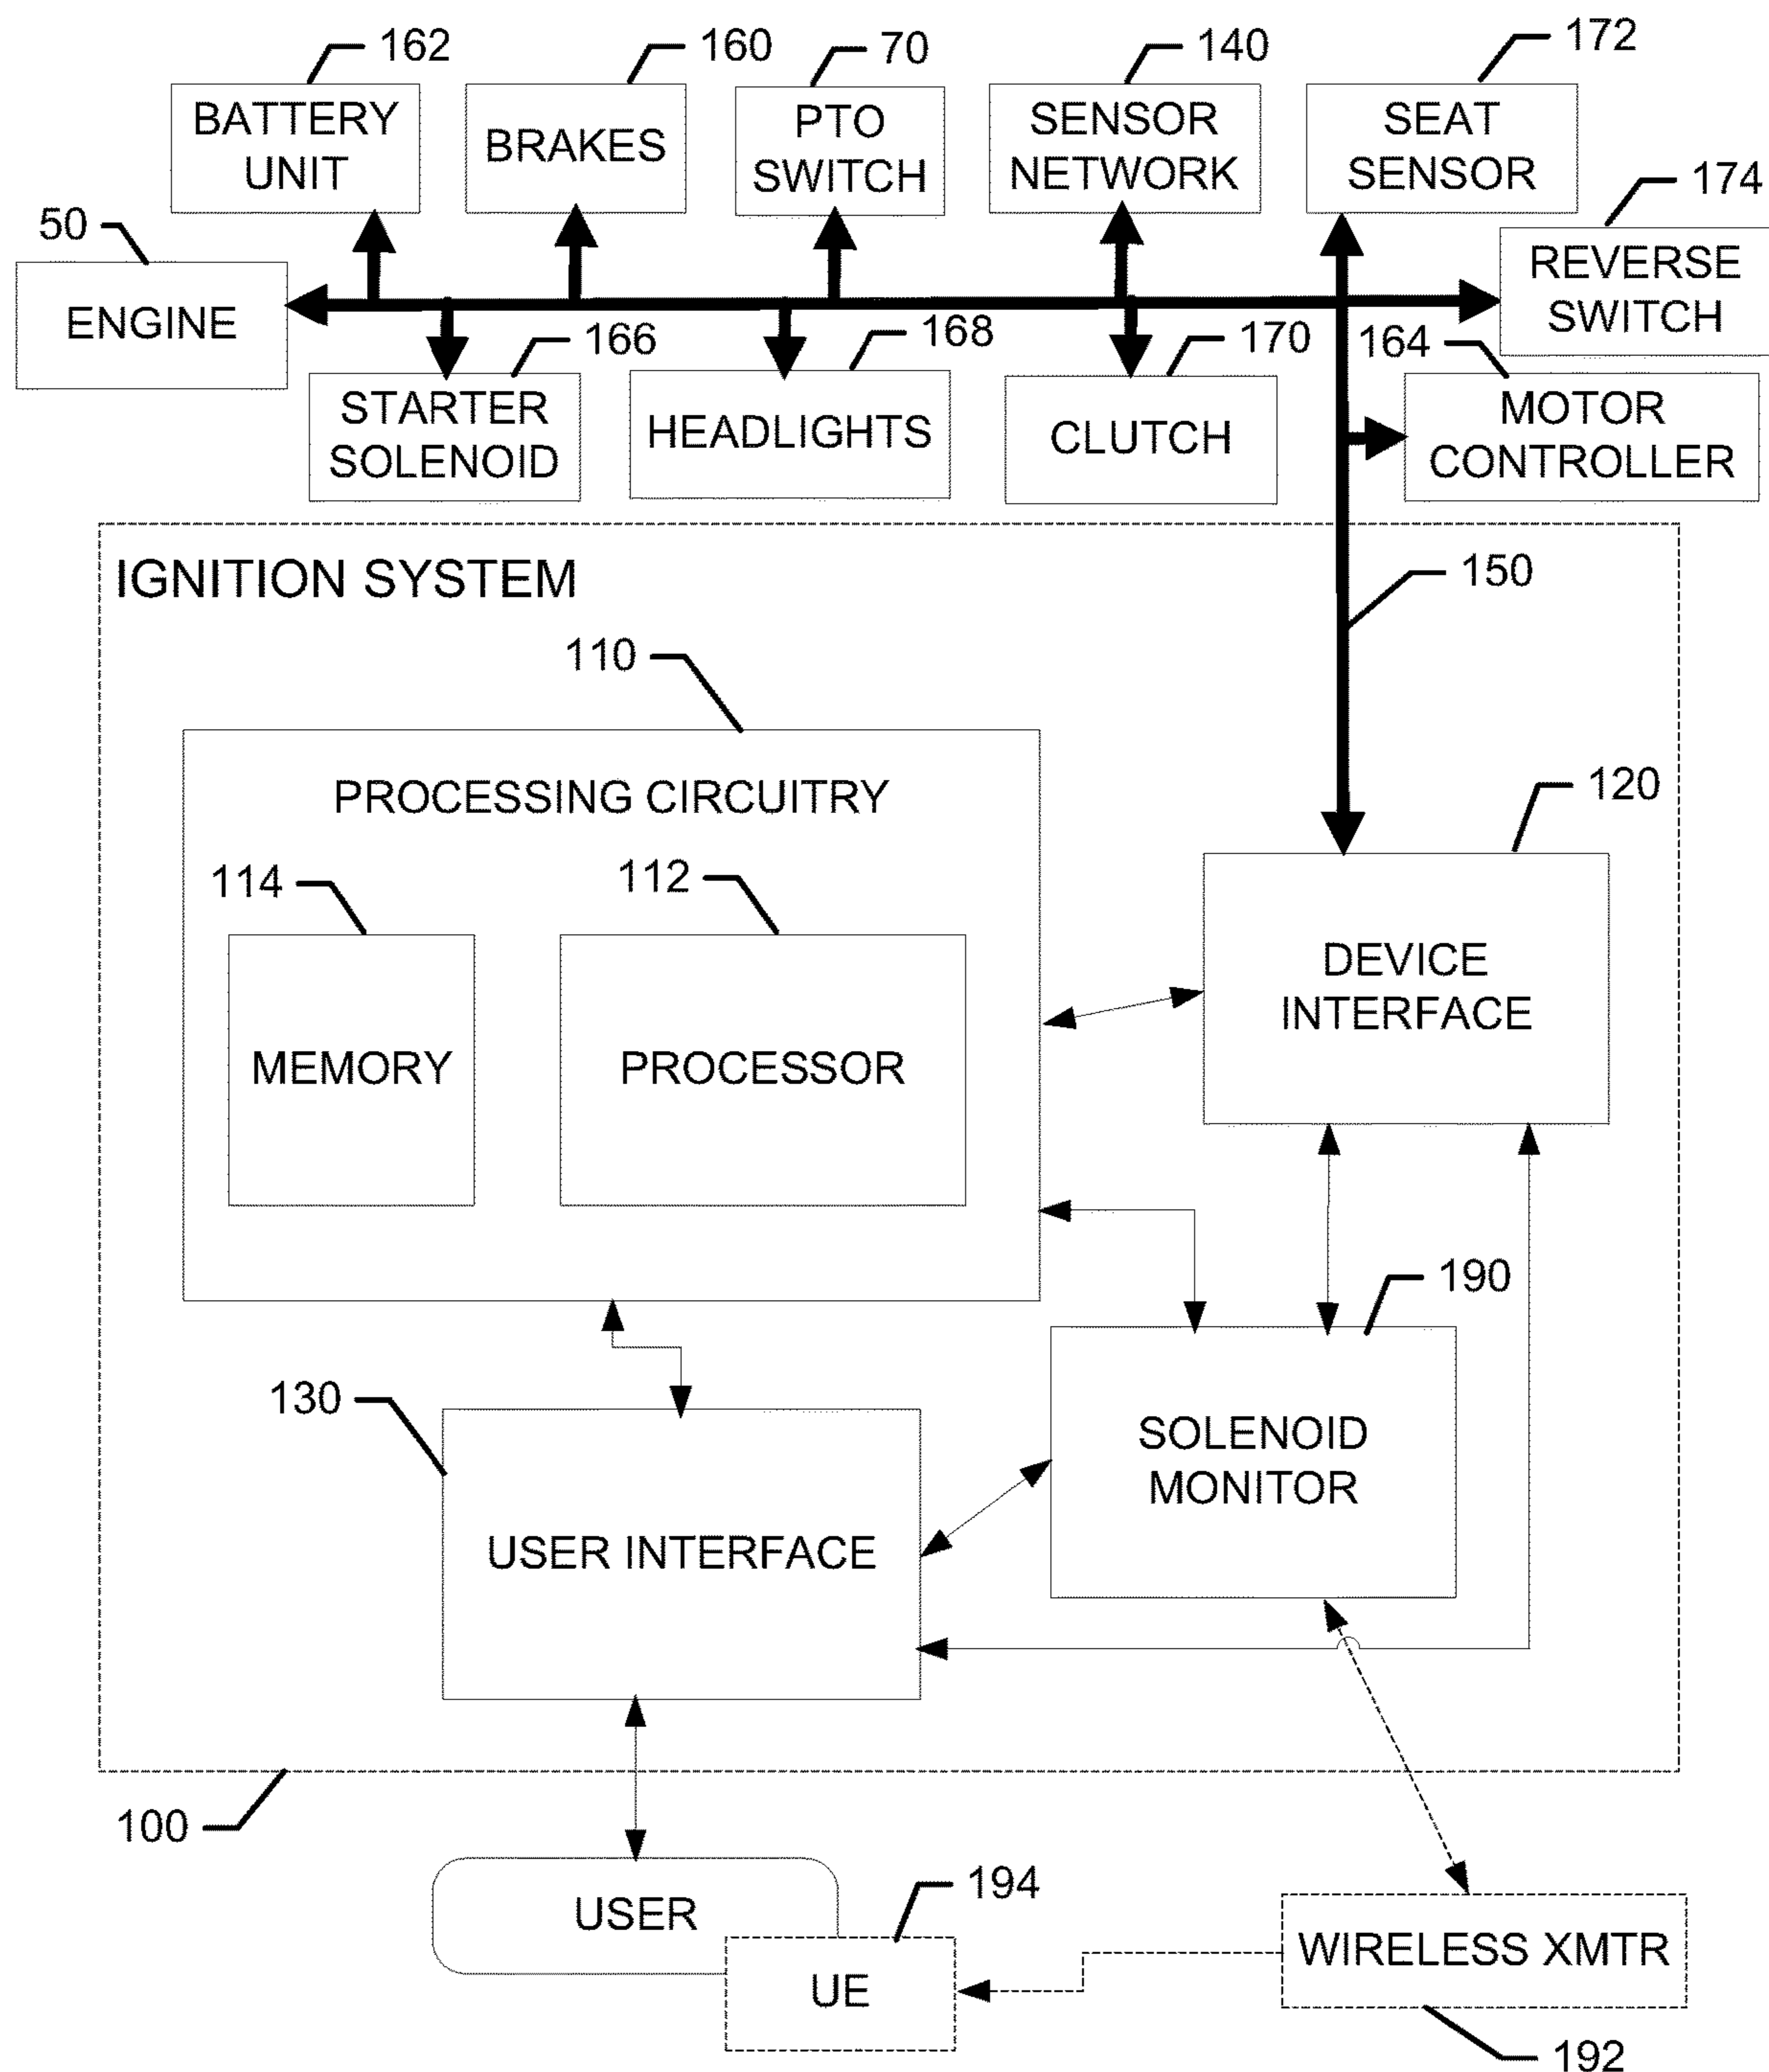 162
160
70
140
172
BATTERY
UNIT
BRAKES
PTO
SWITCH
SENSOR
NETWORK
SEAT
SENSOR
174
50
ENGINE
REVERSE
SWITCH
166
168
170
164
STARTER
SOLENOID
HEADLIGHTS
CLUTCH
MOTOR
CONTROLLER
IGNITION SYSTEM
150
110
PROCESSING CIRCUITRY
120
114
112
MEMORY
PROCESSOR
DEVICE
INTERFACE
190
130
SOLENOID
MONITOR
USER INTERFACE
100
194
USER
UE
WIRELESS XMTR
192